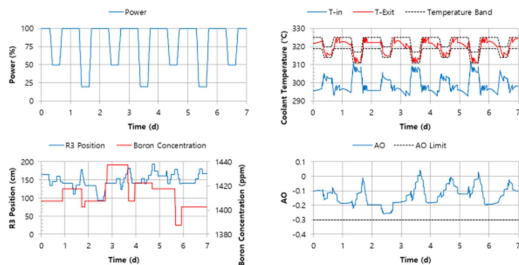 Power
100
75
50
25
0
Power (%)
0 1 2 3 4 5 6 7
Time (d)
T-in T-Exit Temperature Band
330
320
310
300
290
Coolant Temperature (℃)
0 1 2 3 4 5 6 7
Time (d)
R3 Position Boron Concentration
200
150
100
50
0
R3 Position (cm)
1440
1420
1400
1380
Boron Concentration (ppm)
0 1 2 3 4 5 6 7
Time (d)
AO AO Limit
0.1
0
-0.1
-0.2
-0.3
-0.4
AO
0 1 2 3 4 5 6 7
Time (d)